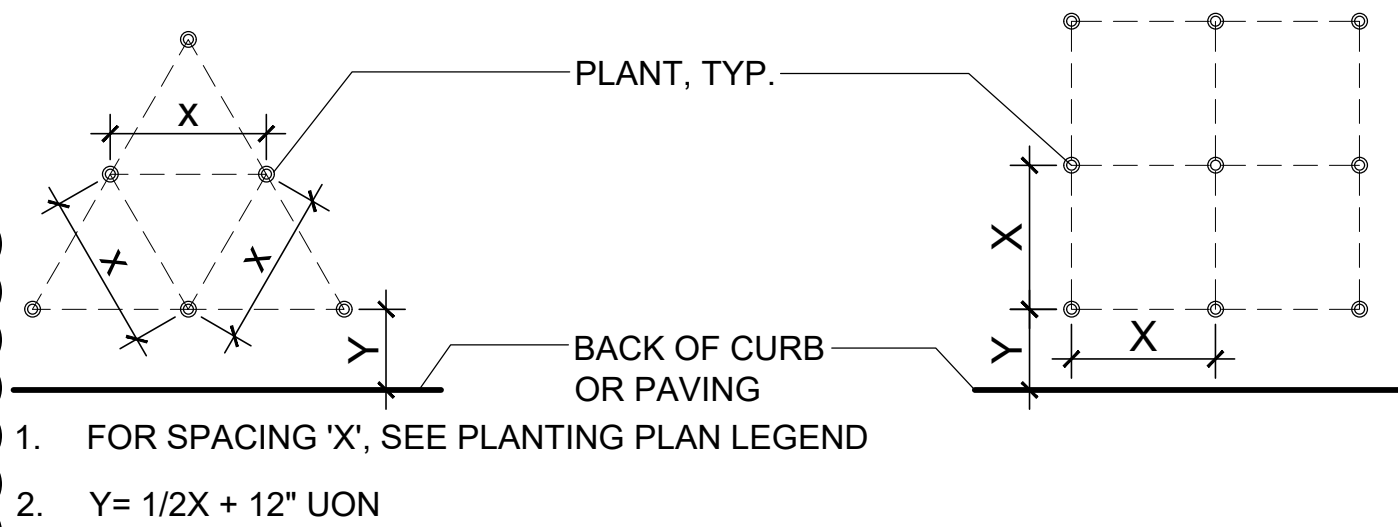 PLANT, TYP.
X
X
X
X
X
Y
Y
X
BACK OF CURB
OR PAVING
1. FOR SPACING 'X', SEE PLANTING PLAN LEGEND
2. Y= 1/2X + 12" UON